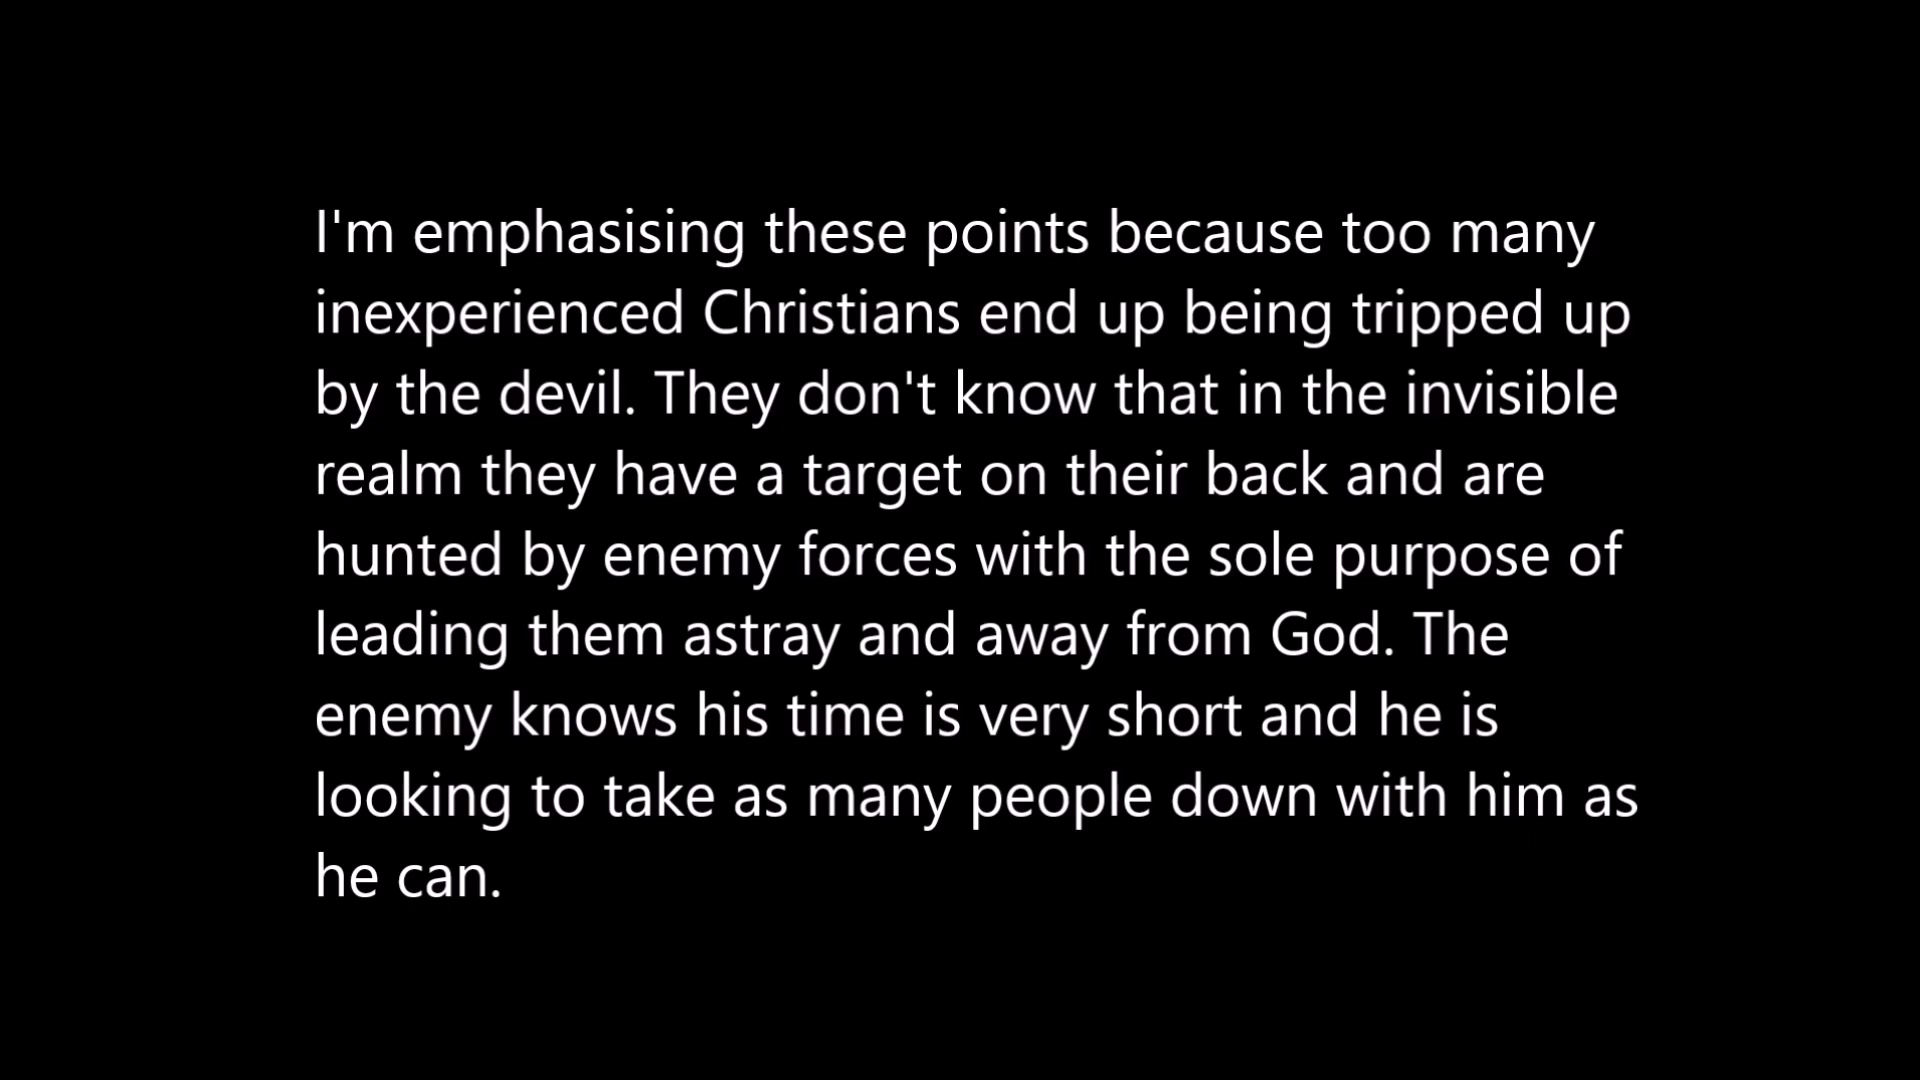 I'm emphasising these points because too many
inexperienced Christians end up being tripped up
by the devil. They don't know that in the invisible
realm they have a target on their back and are
hunted by enemy forces with the sole purpose of
leading them astray and away from God. The
enemy knows his time is very short and he is
looking to take as many people down with him as
he can.